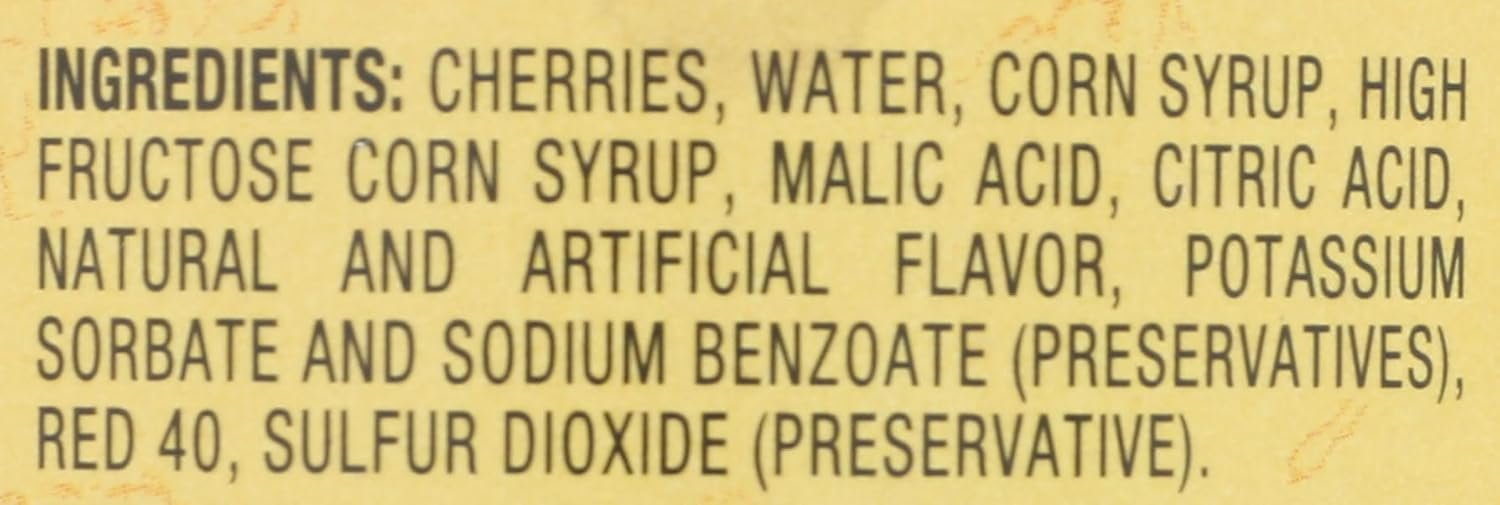 INGREDIENTS: CHERRIES, WATER, CORN SYRUP, HIGH
FRUCTOSE CORN SYRUP, MALIC ACID, CITRIC ACID,
NATURAL AND ARTIFICIAL FLAVOR, POTASSIUM
SORBATE AND SODIUM BENZOATE (PRESERVATIVES),
RED 40, SULFUR DIOXIDE (PRESERVATIVE).